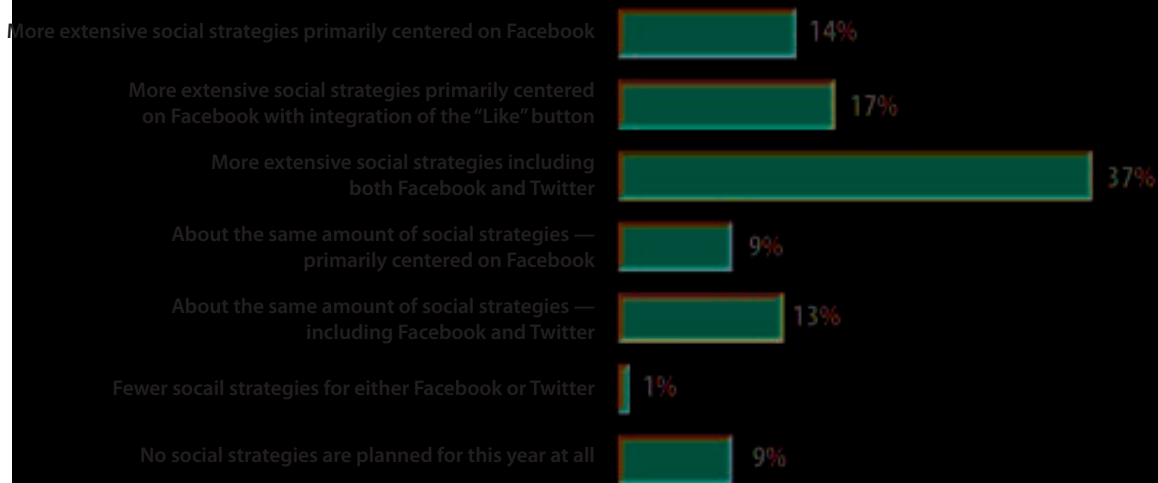 More extensive social strategies primarily centered on Facebook
14%
More extensive social strategies primarily centered
on Facebook with integration of the “Like” button
17%
More extensive social strategies including
both Facebook and Twitter
37%
About the same amount of social strategies —
primarily centered on Facebook
9%
About the same amount of social strategies —
including Facebook and Twitter
13%
Fewer socail strategies for either Facebook or Twitter
1%
No social strategies are planned for this year at all
9%